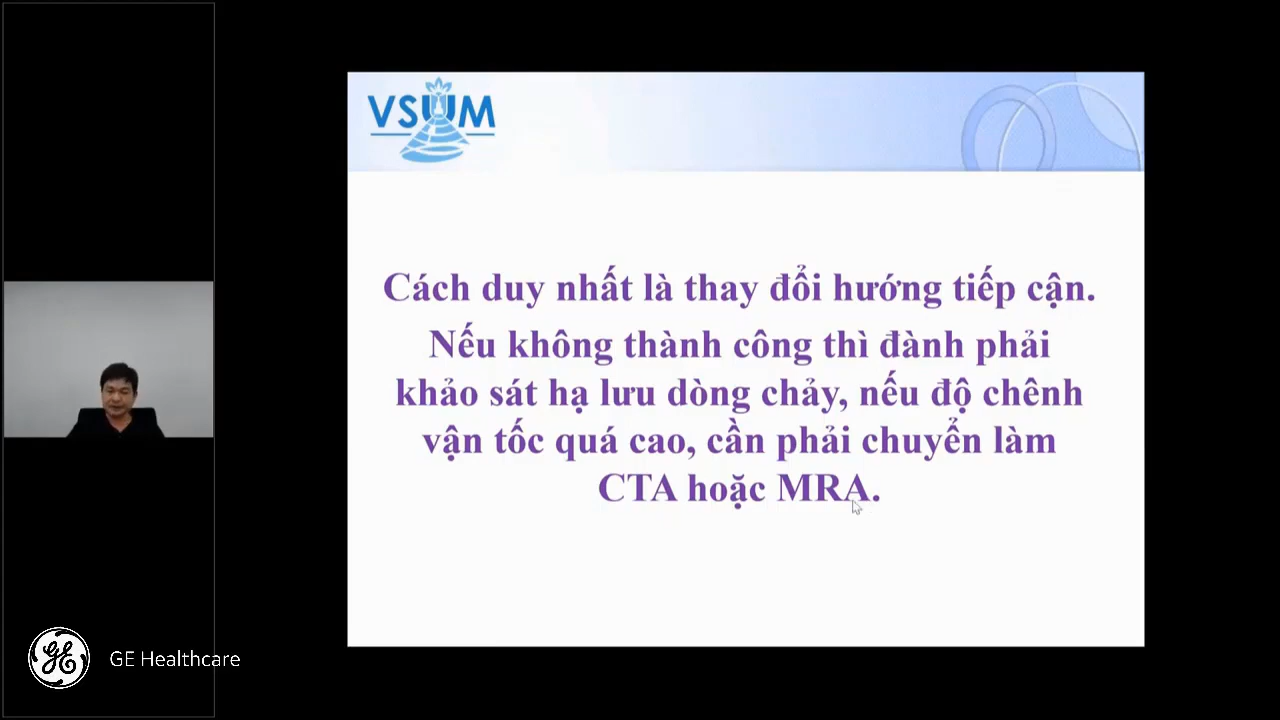 VSUM
Cách duy nhất là thay đổi hướng tiếp cận.
Nếu không thành công thì đành phải
khảo sát hạ lưu dòng chảy, nếu độ chênh
vận tốc quá cao, cần phải chuyển làm
CTA hoặc MRA.
GE Healthcare